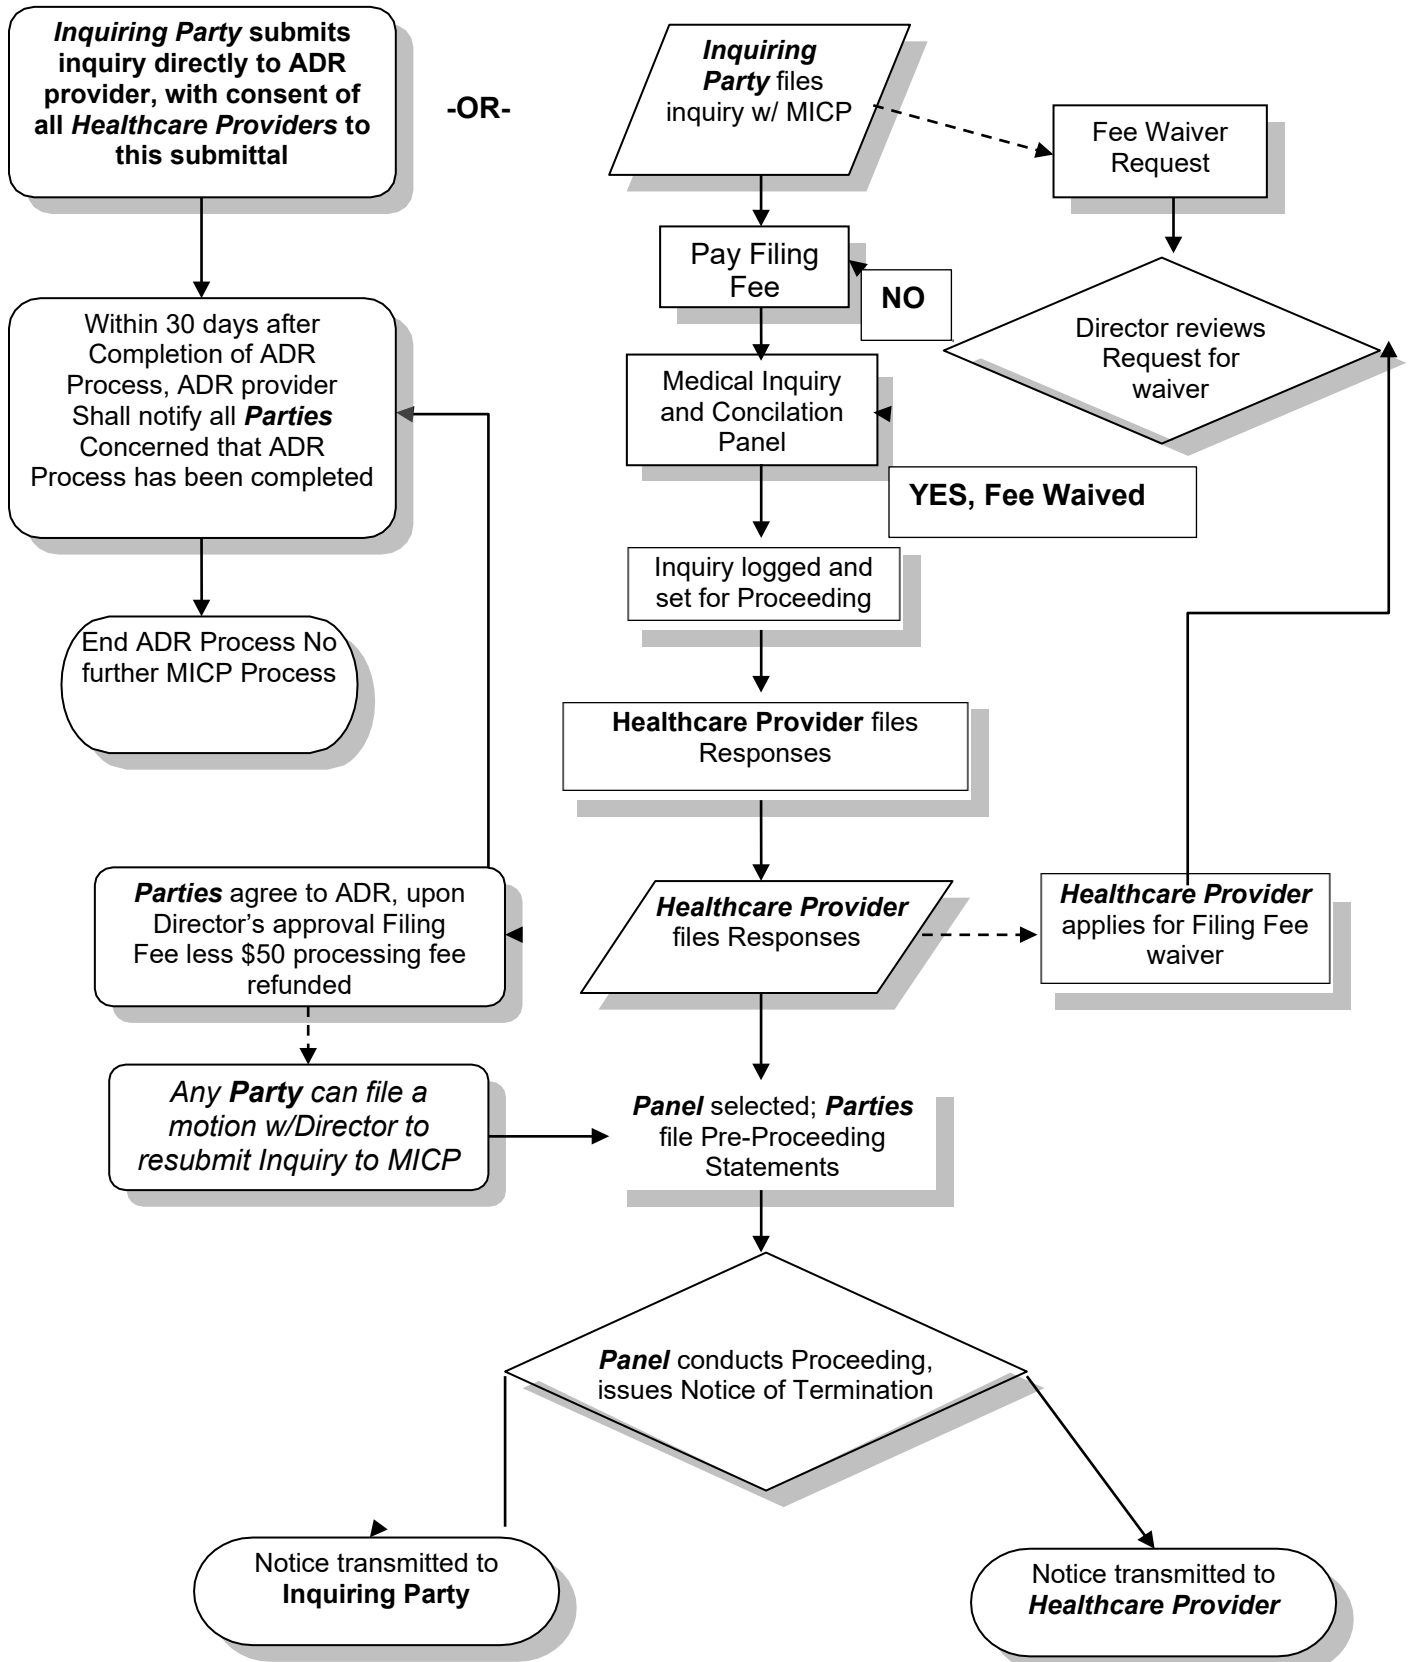 Inquiring Party submits
inquiry directly to ADR
provider, with consent of
all Healthcare Providers to
this submittal
-OR-
Inquiring
Party files
inquiry w/ MICP
Fee Waiver
Request
Pay Filing
Fee
NO
Director reviews
Request for
waiver
Within 30 days after
Completion of ADR
Process, ADR provider
Shall notify all Parties
Concerned that ADR
Process has been completed
Medical Inquiry
and Concilation
Panel
YES, Fee Waived
Inquiry logged and
set for Proceeding
End ADR Process No
further MICP Process
Healthcare Provider files
Responses
Parties agree to ADR, upon
Director’s approval Filing
Fee less $50 processing fee
refunded
Healthcare Provider
files Responses
Healthcare Provider
applies for Filing Fee
waiver
Any Party can file a
motion w/Director to
resubmit Inquiry to MICP
Panel selected; Parties
file Pre-Proceeding
Statements
Panel conducts Proceeding,
issues Notice of Termination
Notice transmitted to
Inquiring Party
Notice transmitted to
Healthcare Provider